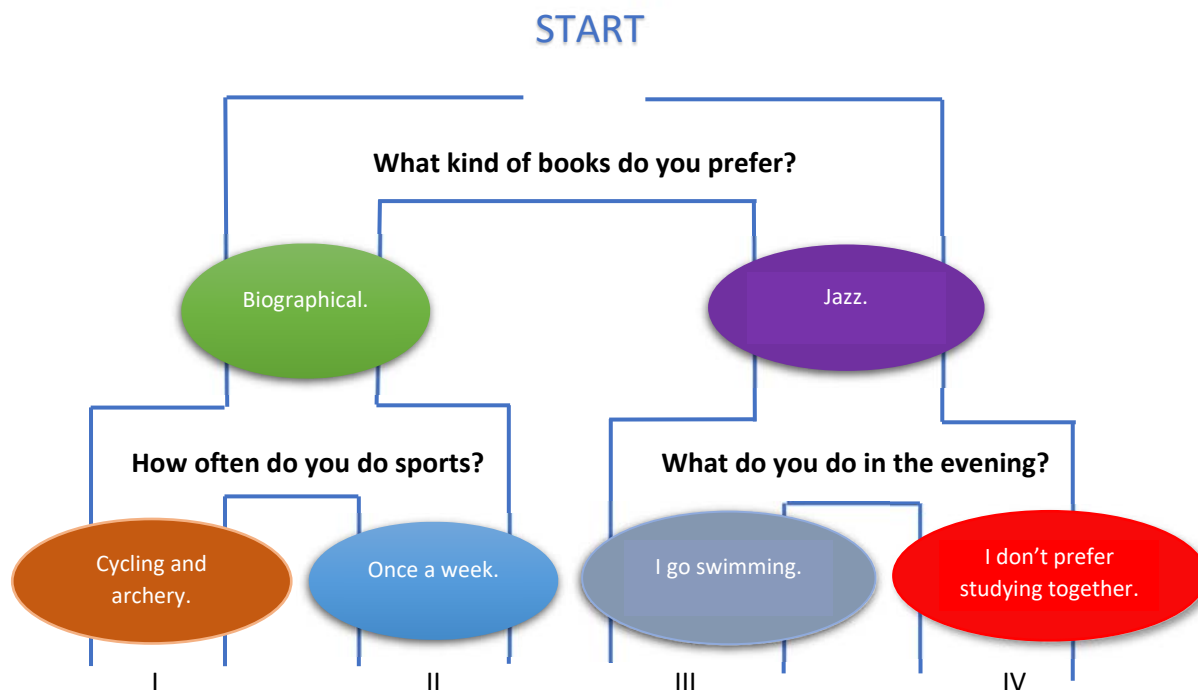 START
What kind of books do you prefer?
Biographical.
Jazz.
How often do you do sports?
What do you do in the evening?
Cycling and
archery.
Once a week.
I go swimming.
I don’t prefer
studying together.
I
II
III
IV